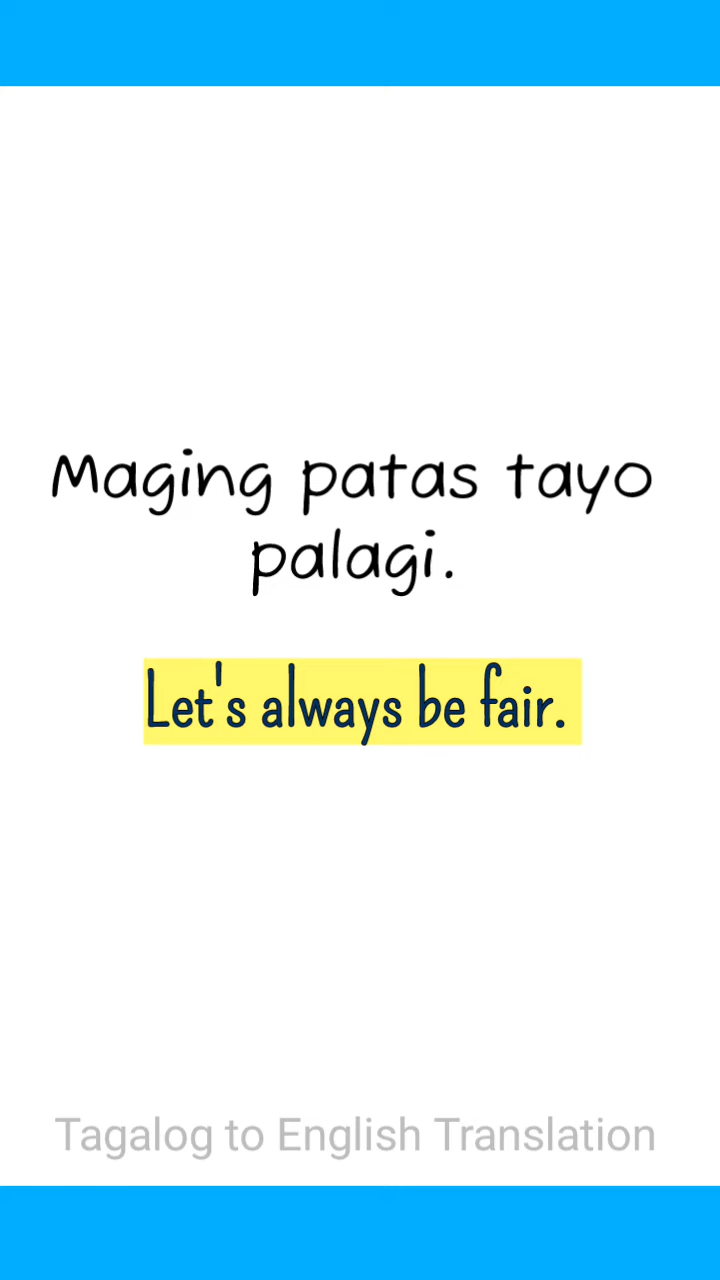 Maging patas tayo
palagi.
Let's always be fair.
Tagalog to English Translation